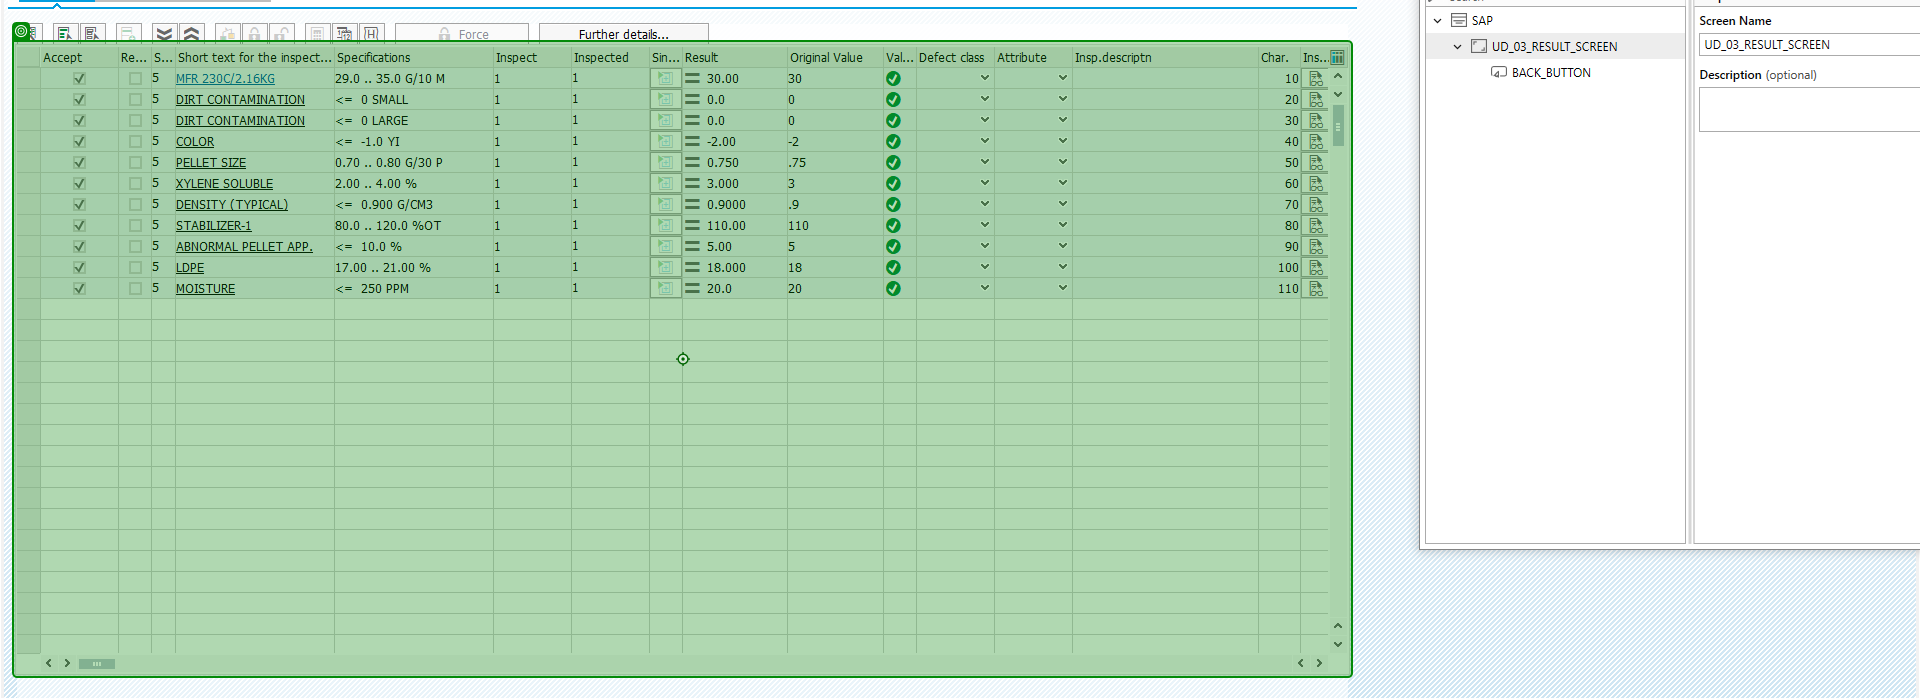 Force
Further details...
Accept Re... S... Short text for the inspect... Specifications Inspect Inspected Sin... Result Original Value Val... Defect class Attribute Insp.descriptn Char. Ins...
5 MFR 230C/2.16KG 29.0 .. 35.0 G/10 M 1 1 30.00 30 10
5 DIRT CONTAMINATION <= 0 SMALL 1 1 0.0 0 20
5 DIRT CONTAMINATION <= 0 LARGE 1 1 0.0 0 30
5 COLOR <= -1.0 YI 1 1 -2.00 -2 40
5 PELLET SIZE 0.70 .. 0.80 G/30 P 1 1 0.750 .75 50
5 XYLENE SOLUBLE 2.00 .. 4.00 % 1 1 3.000 3 60
5 DENSITY (TYPICAL) <= 0.900 G/CM3 1 1 0.9000 .9 70
5 STABILIZER-1 80.0 .. 120.0 %OT 1 1 110.00 110 80
5 ABNORMAL PELLET APP. <= 10.0 % 1 1 5.00 5 90
5 LDPE 17.00 .. 21.00 % 1 1 18.000 18 100
5 MOISTURE <= 250 PPM 1 1 20.0 20 110
SAP
UD_03_RESULT_SCREEN
BACK_BUTTON
Screen Name
UD_03_RESULT_SCREEN
Description (optional)